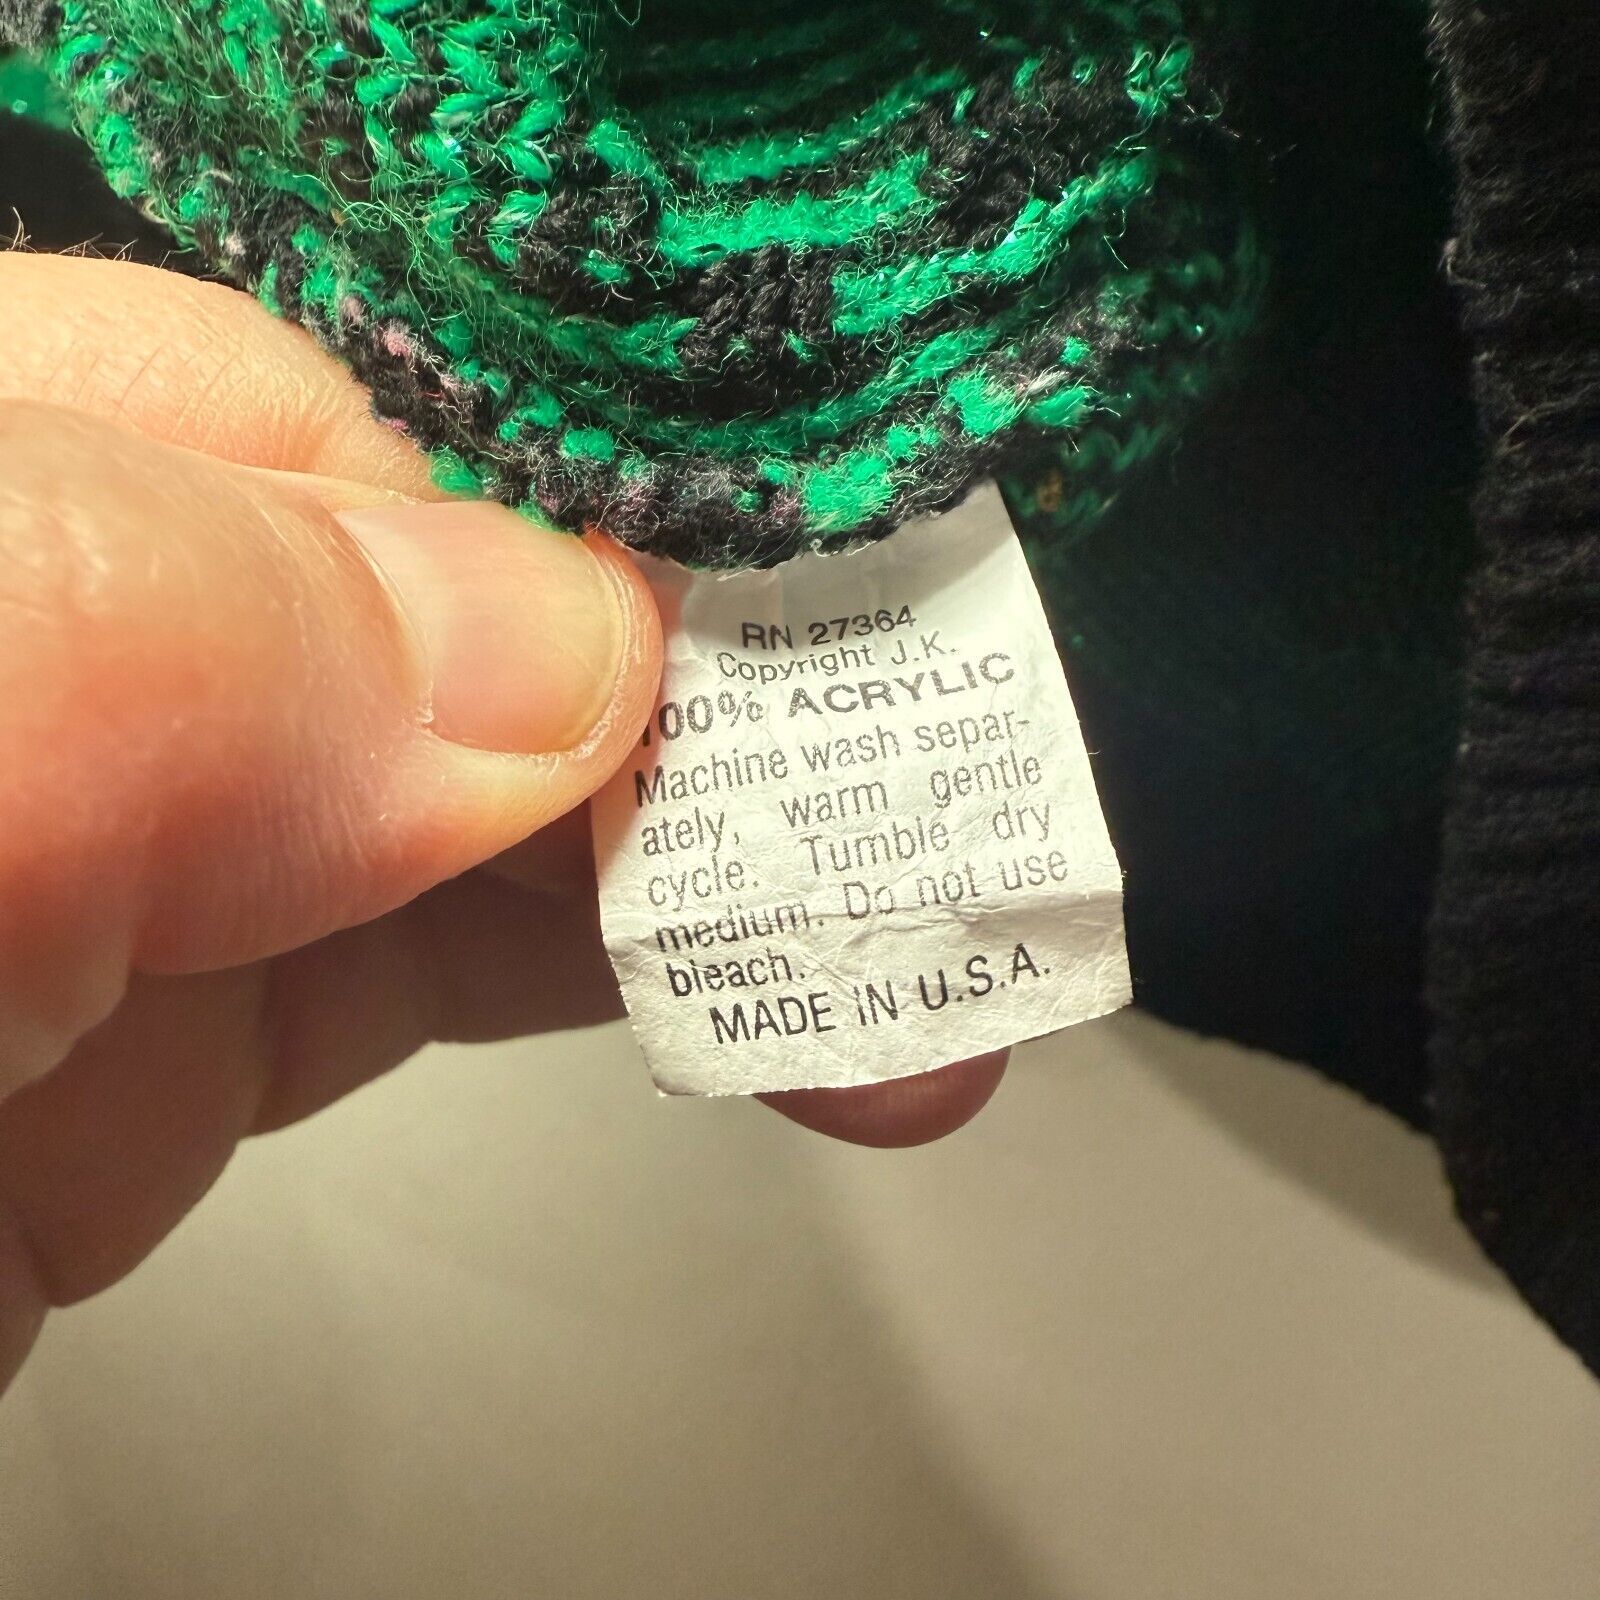 RN 27364
Copyright J.K.
100% ACRYLIC
Machine wash separ-
ately, warm gentle
cycle. Tumble dry
medium. Do not use
bleach.
MADE IN U.S.A.